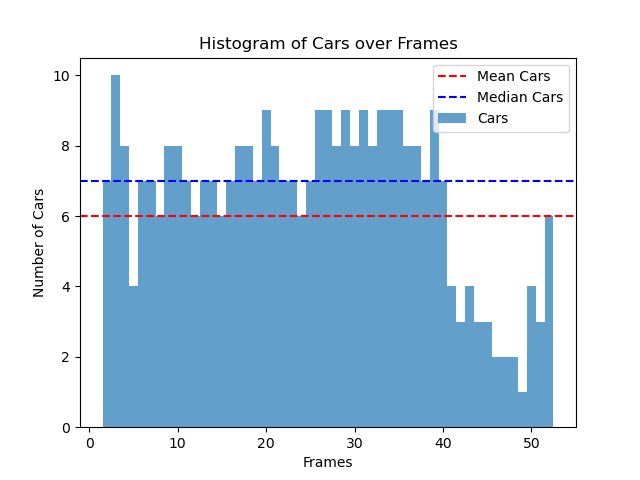 Histogram of Cars over Frames
Mean Cars
Median Cars
Cars
Number of Cars
10
8
6
4
2
0
0 10 20 30 40 50
Frames